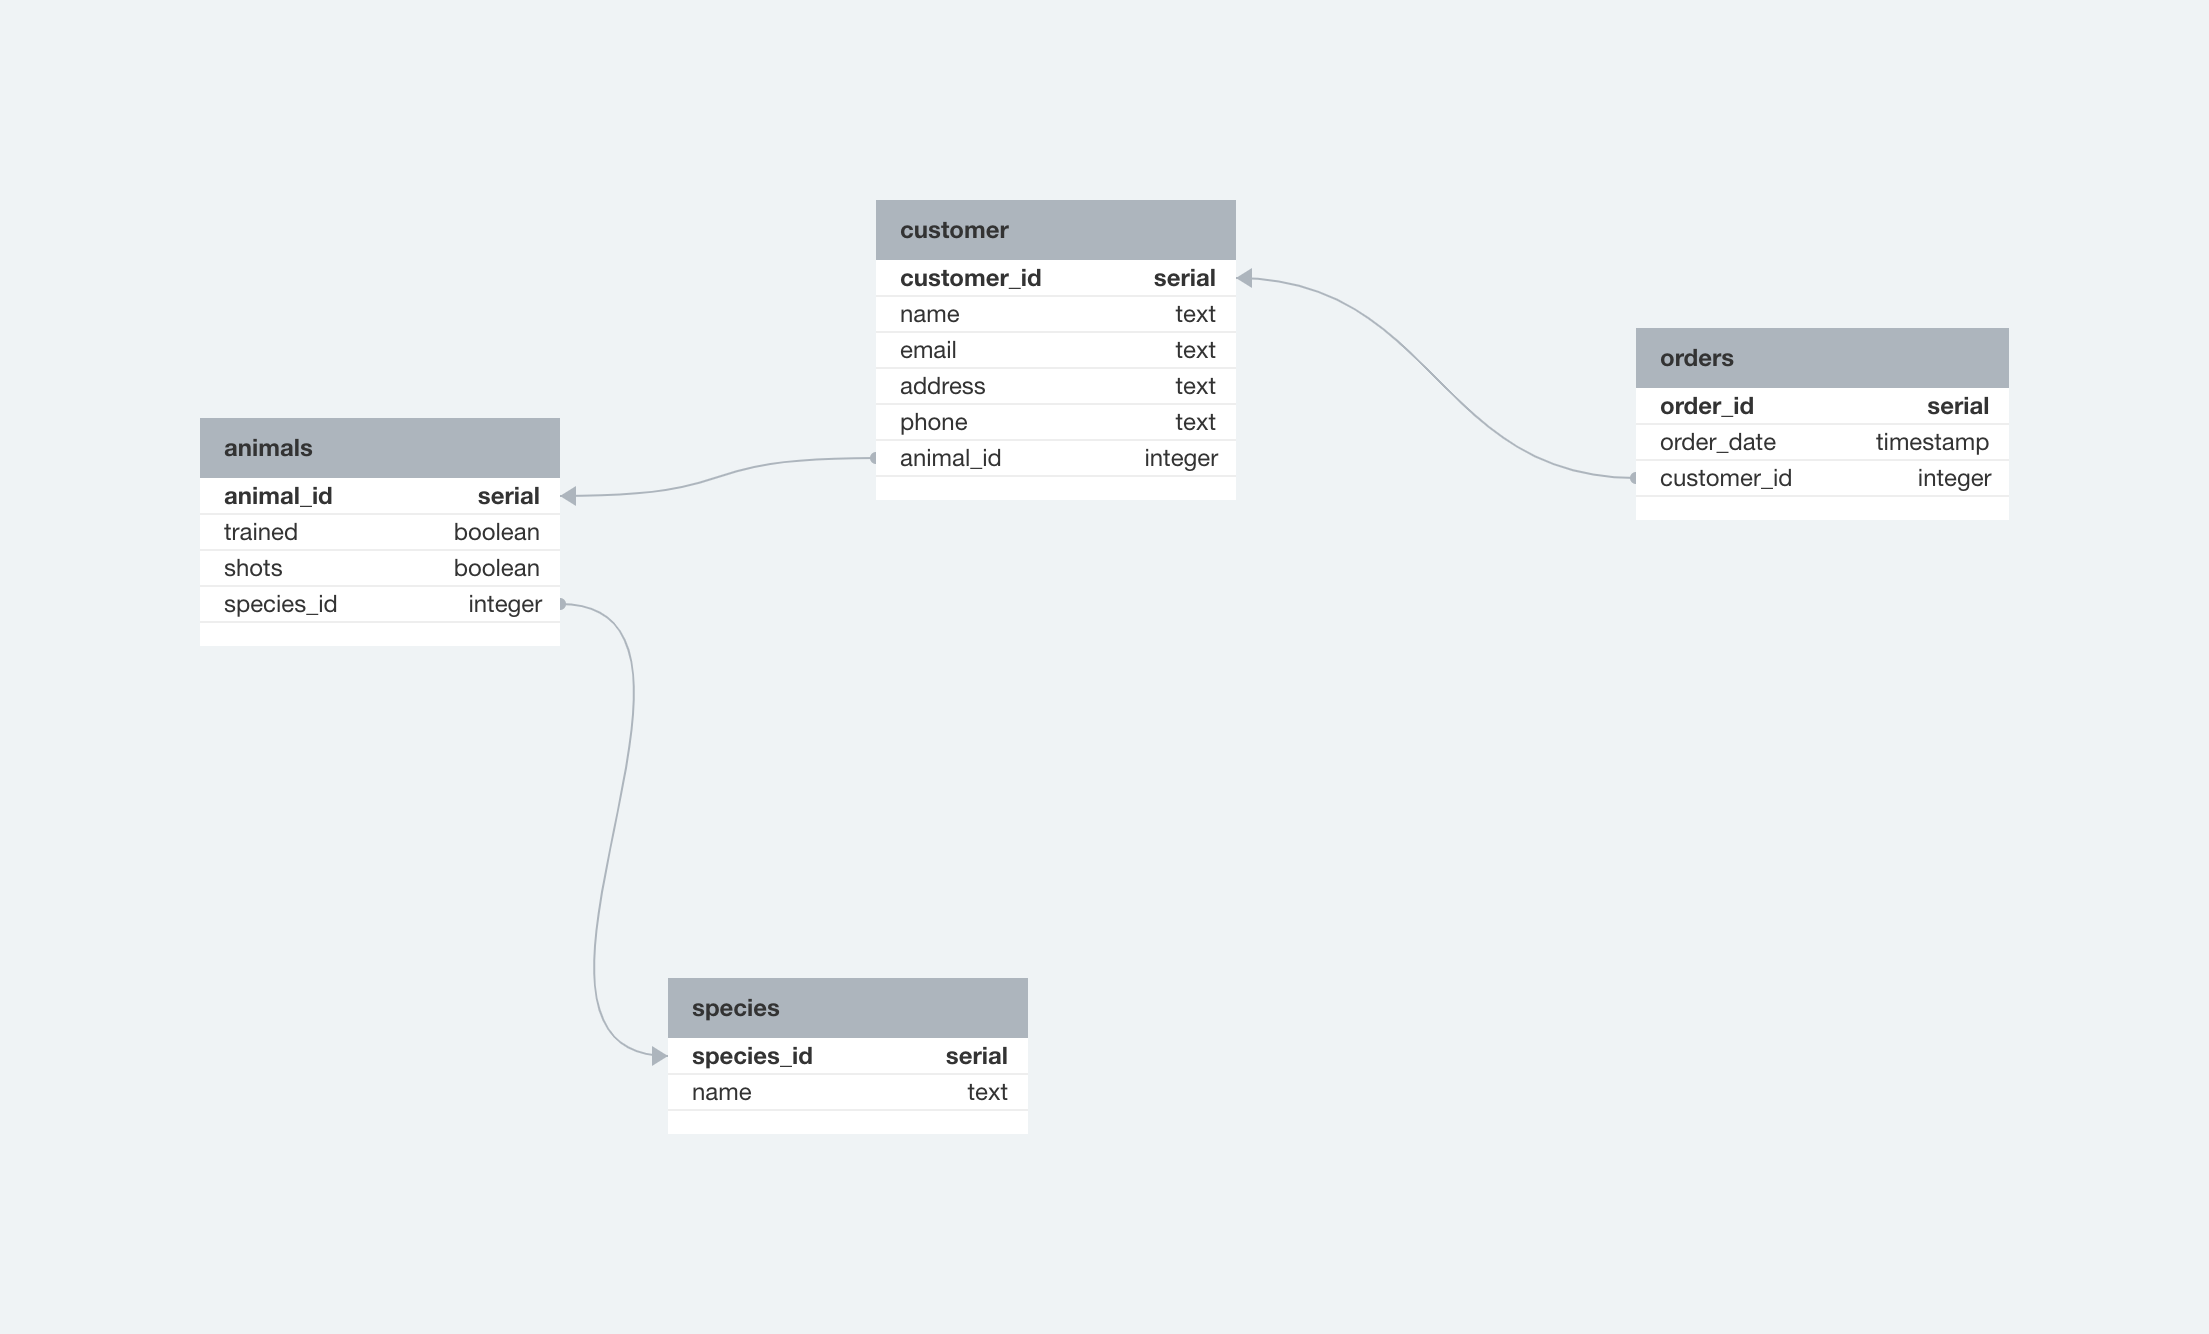 customer
customer_id serial
name text
email text
address text
phone text
animal_id integer
orders
order_id serial
order_date timestamp
customer_id integer
animals
animal_id serial
trained boolean
shots boolean
species_id integer
species
species_id serial
name text